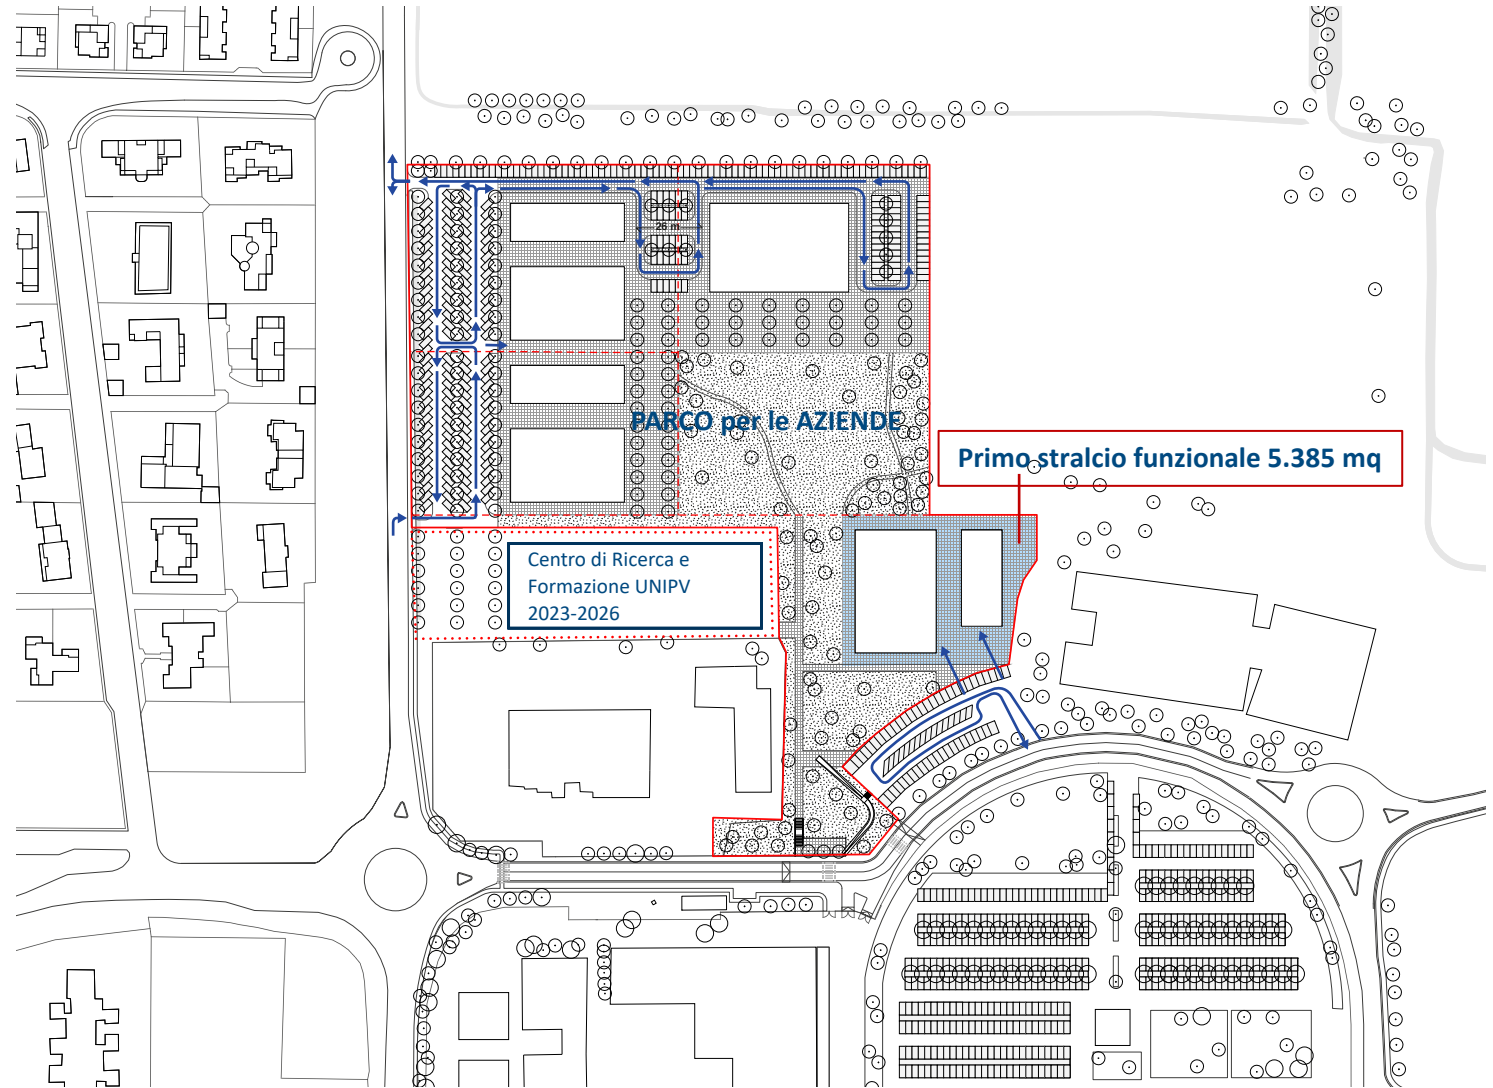 26 m
PARCO per le AZIENDE
Primo stralcio funzionale 5.385 mq
Centro di Ricerca e
Formazione UNIPV
2023-2026